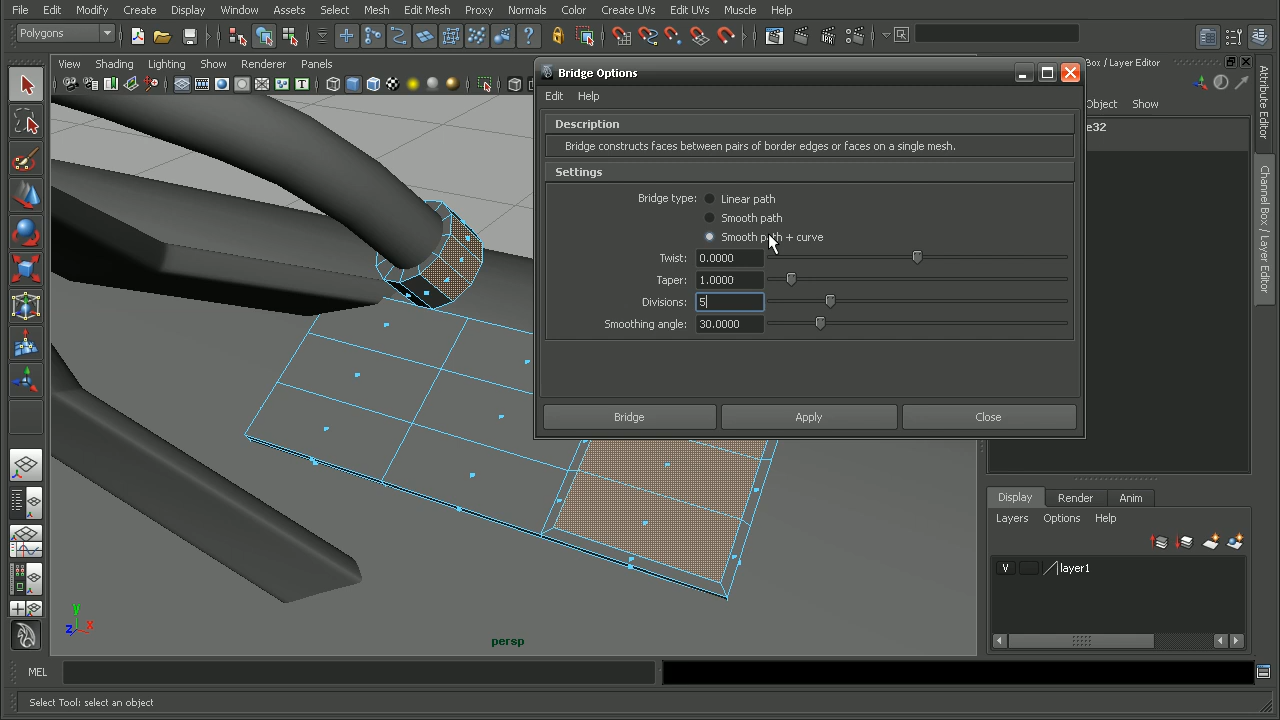 File Edit Modify Create Display Window Assets Select Mesh Edit Mesh Proxy Normals Color Create UVs Edit UVs Muscle Help
Polygons
View Shading Lighting Show Renderer Panels
Bridge Options
Box / Layer Editor
Edit Help
Object Show
Description
e32
Bridge constructs faces between pairs of border edges or faces on a single mesh.
Settings
Bridge type: Linear path
Smooth path
Smooth path + curve
Twist: 0.0000
Taper: 1.0000
Divisions: 5
Smoothing angle: 30.0000
Bridge Apply Close
Attribute Editor
Channel Box / Layer Editor
Display Render Anim
Layers Options Help
V layer1
y
z x
persp
MEL
Select Tool: select an object